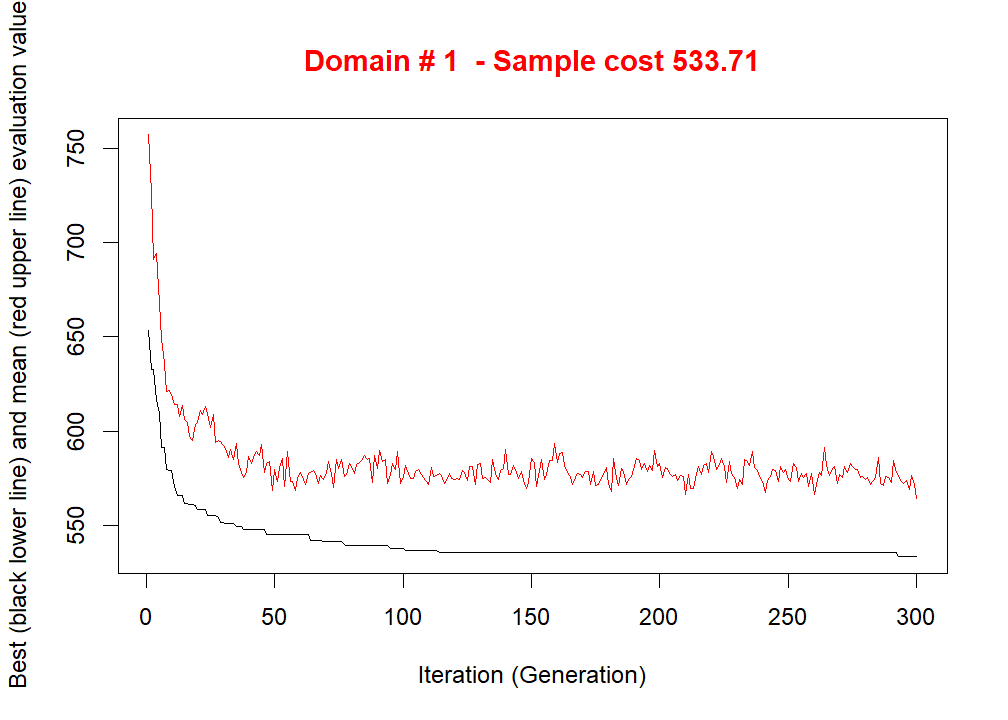 Domain # 1  - Sample cost 533.71
Best (black lower line) and mean (red upper line) evaluation value
750
700
650
600
550
0 50 100 150 200 250 300
Iteration (Generation)